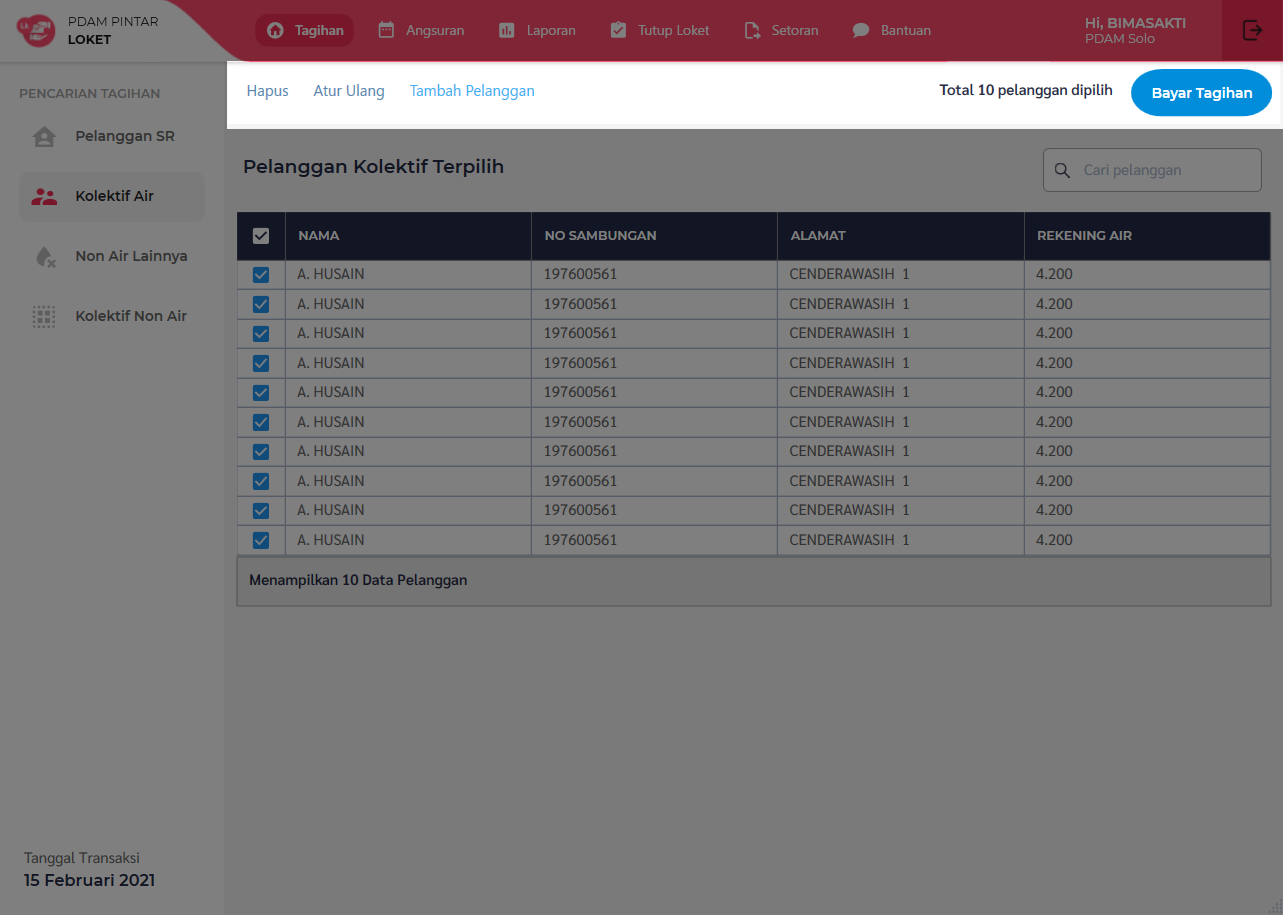 PDAM PINTAR
LOKET
Tagihan Angsuran Laporan Tutup Loket Setoran Bantuan
Hi, BIMASAKTI
PDAM Solo
Hapus Atur Ulang Tambah Pelanggan
Total 10 pelanggan dipilih
Bayar Tagihan
PENCARIAN TAGIHAN
Pelanggan SR
Kolektif Air
Non Air Lainnya
Kolektif Non Air
Pelanggan Kolektif Terpilih
Cari pelanggan
NAMA NO SAMBUNGAN ALAMAT REKENING AIR
A. HUSAIN 197600561 CENDERAWASIH 1 4.200
A. HUSAIN 197600561 CENDERAWASIH 1 4.200
A. HUSAIN 197600561 CENDERAWASIH 1 4.200
A. HUSAIN 197600561 CENDERAWASIH 1 4.200
A. HUSAIN 197600561 CENDERAWASIH 1 4.200
A. HUSAIN 197600561 CENDERAWASIH 1 4.200
A. HUSAIN 197600561 CENDERAWASIH 1 4.200
A. HUSAIN 197600561 CENDERAWASIH 1 4.200
A. HUSAIN 197600561 CENDERAWASIH 1 4.200
A. HUSAIN 197600561 CENDERAWASIH 1 4.200
Menampilkan 10 Data Pelanggan
Tanggal Transaksi
15 Februari 2021